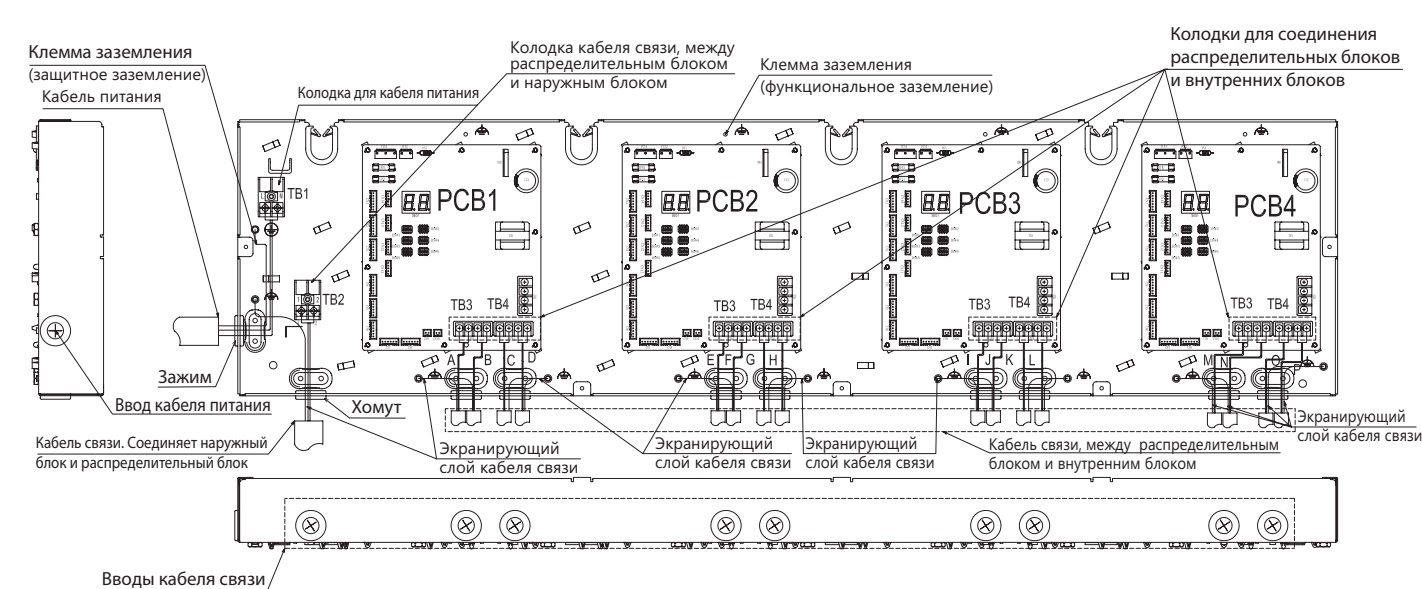 Клемма заземления
(защитное заземление)
Кабель питания
Колодка для кабеля питания
Колодка кабеля связи, между
распределительным блоком
и наружным блоком
Клемма заземления
(функциональное заземление)
Колодки для соединения
распределительных блоков
и внутренних блоков
TB1
PCB1
PCB2
PCB3
PCB4
TB2
TB3 TB4
TB3 TB4
TB3 TB4
TB3 TB4
A B C D
E F G H
I J K L
M N O
Зажим
Ввод кабеля питания
Хомут
Кабель связи. Соединяет наружный
блок и распределительный блок
Экранирующий
слой кабеля связи
Экранирующий
слой кабеля связи
Экранирующий
слой кабеля связи
Кабель связи, между распределительным
блоком и внутренним блоком
Экранирующий
слой кабеля связи
Вводы кабеля связи